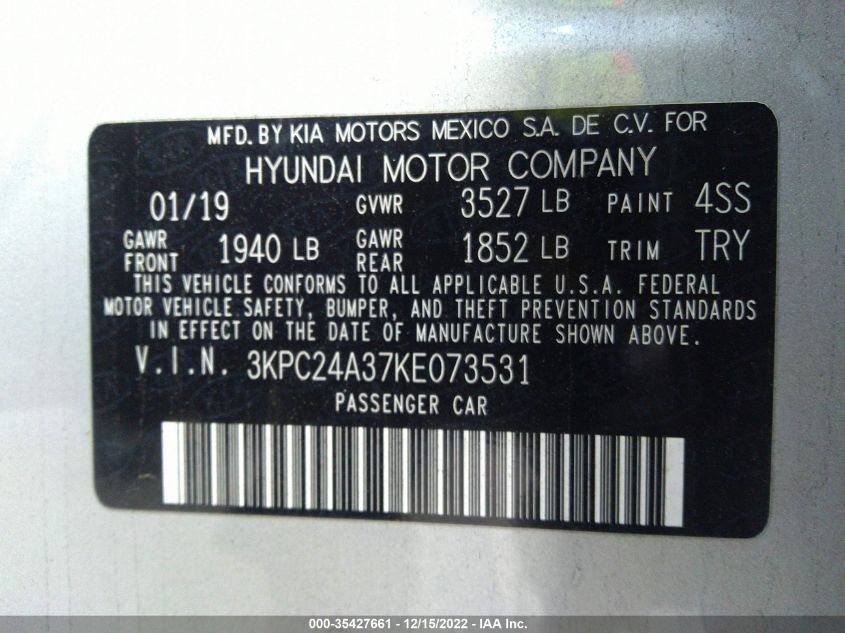 MFD. BY KIA MOTORS MEXICO S.A. DE C.V. FOR
HYUNDAI MOTOR COMPANY
01/19 GVWR 3527 LB PAINT 4SS
GAWR FRONT 1940 LB GAWR REAR 1852 LB TRIM TRY
THIS VEHICLE CONFORMS TO ALL APPLICABLE U.S.A. FEDERAL
MOTOR VEHICLE SAFETY, BUMPER, AND THEFT PREVENTION STANDARDS
IN EFFECT ON THE DATE OF MANUFACTURE SHOWN ABOVE.
V.I.N. 3KPC24A37KE073531
PASSENGER CAR
000-35427661 - 12/15/2022 - IAA Inc.